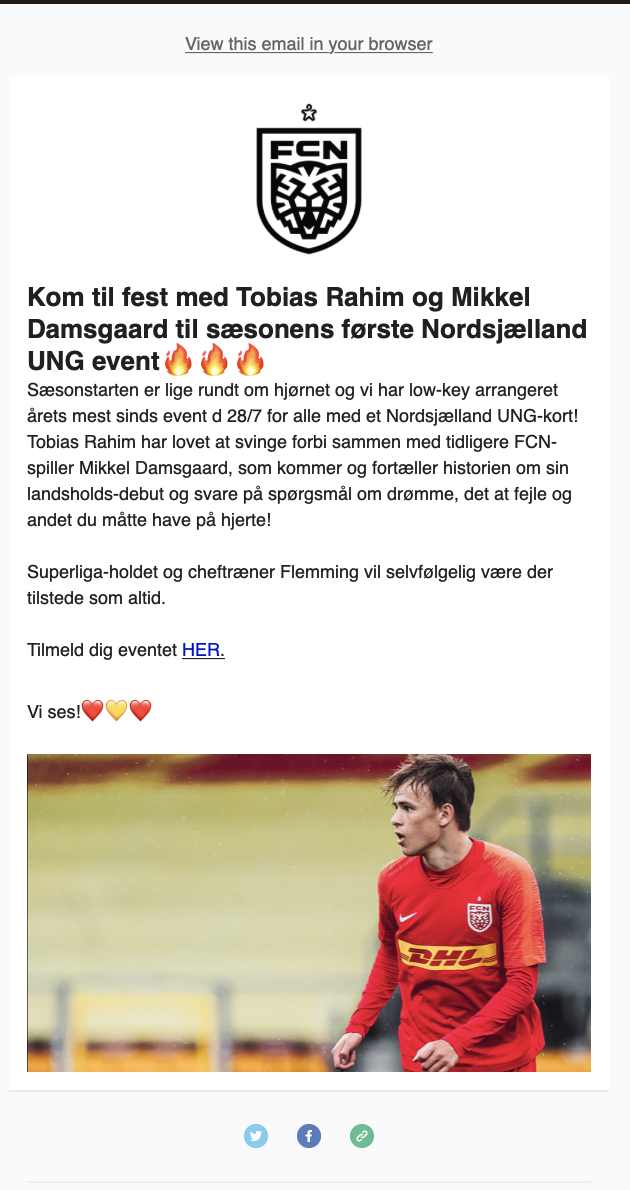 View this email in your browser
FCN
Kom til fest med Tobias Rahim og Mikkel
Damsgaard til sæsonens første Nordsjælland
UNG event🔥🔥🔥
Sæsonstarten er lige rundt om hjørnet og vi har low-key arrangeret
årets mest sinds event d 28/7 for alle med et Nordsjælland UNG-kort!
Tobias Rahim har lovet at svinge forbi sammen med tidligere FCN-
spiller Mikkel Damsgaard, som kommer og fortæller historien om sin
landsholds-debut og svare på spørgsmål om drømme, det at fejle og
andet du måtte have på hjerte!
Superliga-holdet og cheftræner Flemming vil selvfølgelig være der
tilstede som altid.
Tilmeld dig eventet HER.
Vi ses!❤️💛❤️
FCN
DHL